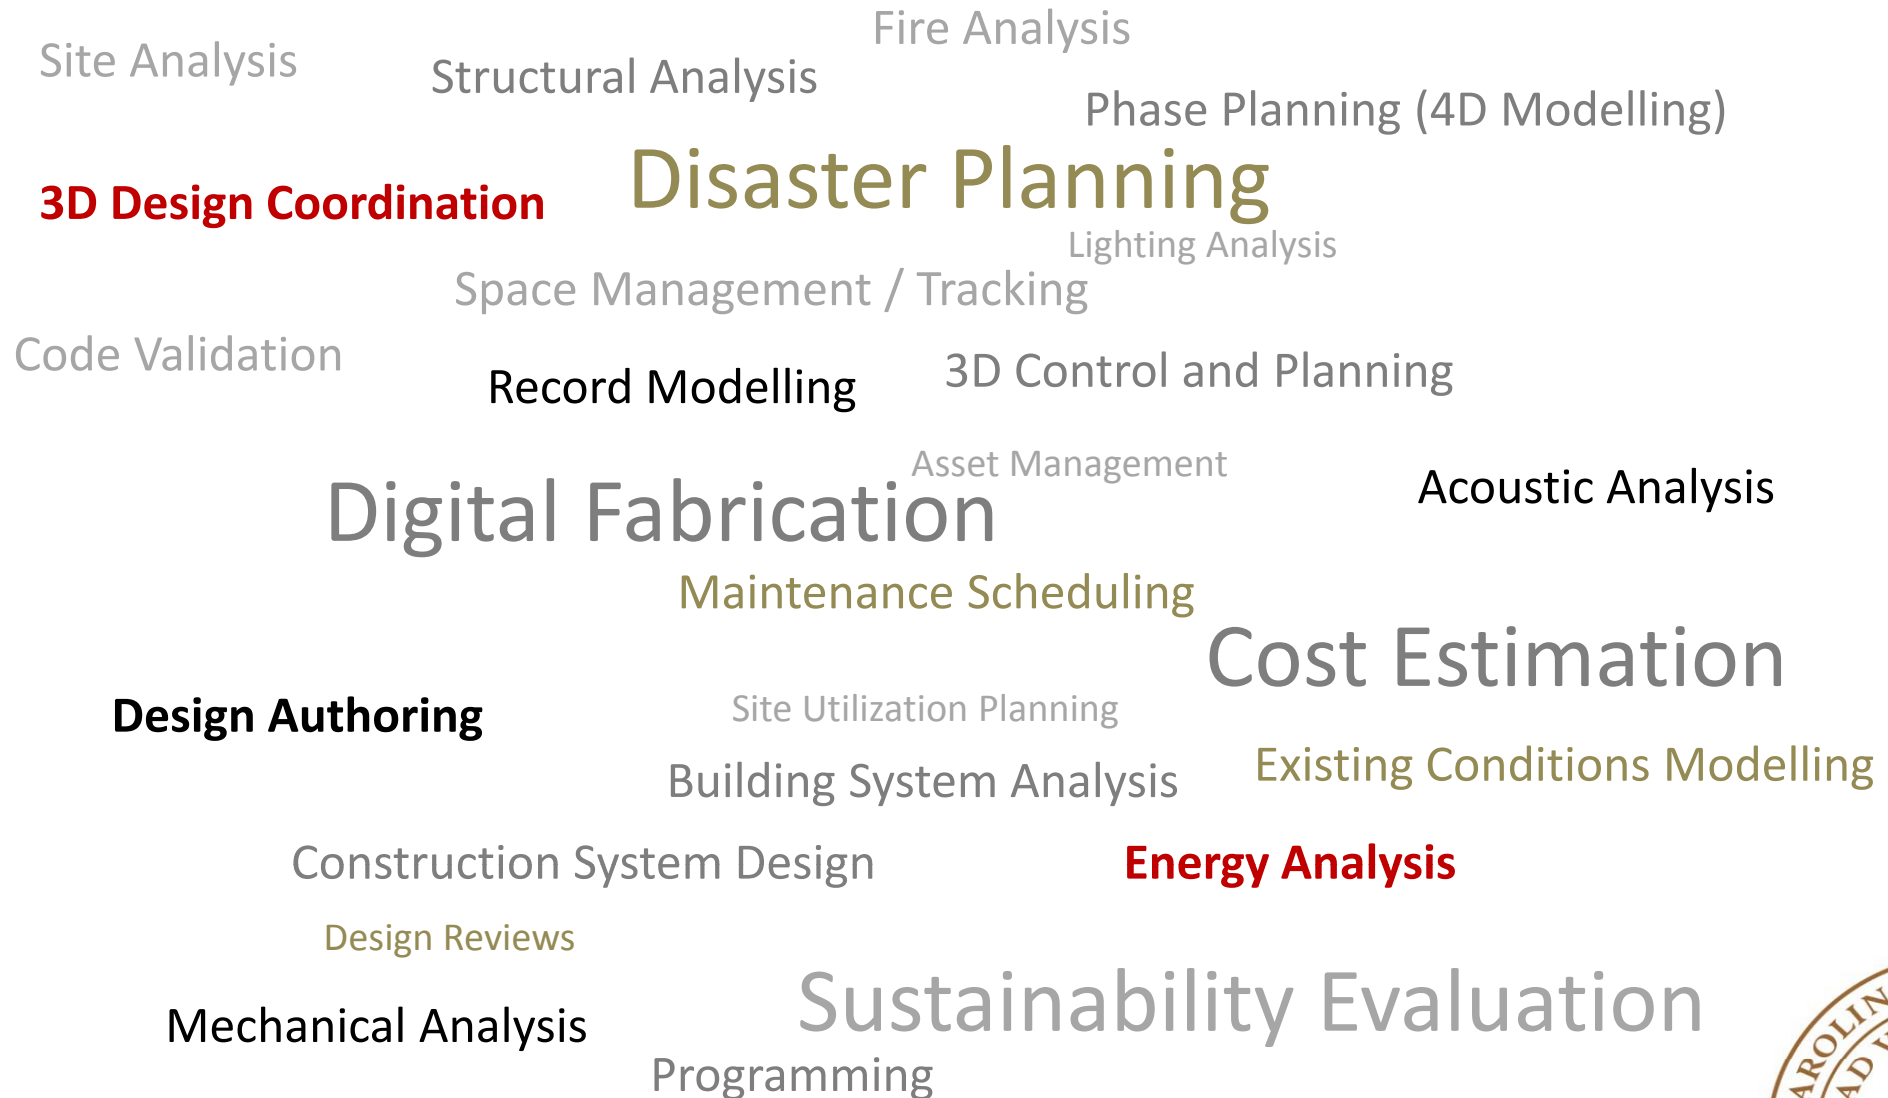 Fire Analysis
Site Analysis
Structural Analysis
Phase Planning (4D Modelling)
Disaster Planning
3D Design Coordination
Lighting Analysis
Space Management / Tracking
Code Validation
Record Modelling
3D Control and Planning
Asset Management
Acoustic Analysis
Digital Fabrication
Maintenance Scheduling
Cost Estimation
Design Authoring
Site Utilization Planning
Existing Conditions Modelling
Building System Analysis
Construction System Design
Energy Analysis
Design Reviews
Sustainability Evaluation
Mechanical Analysis
Programming